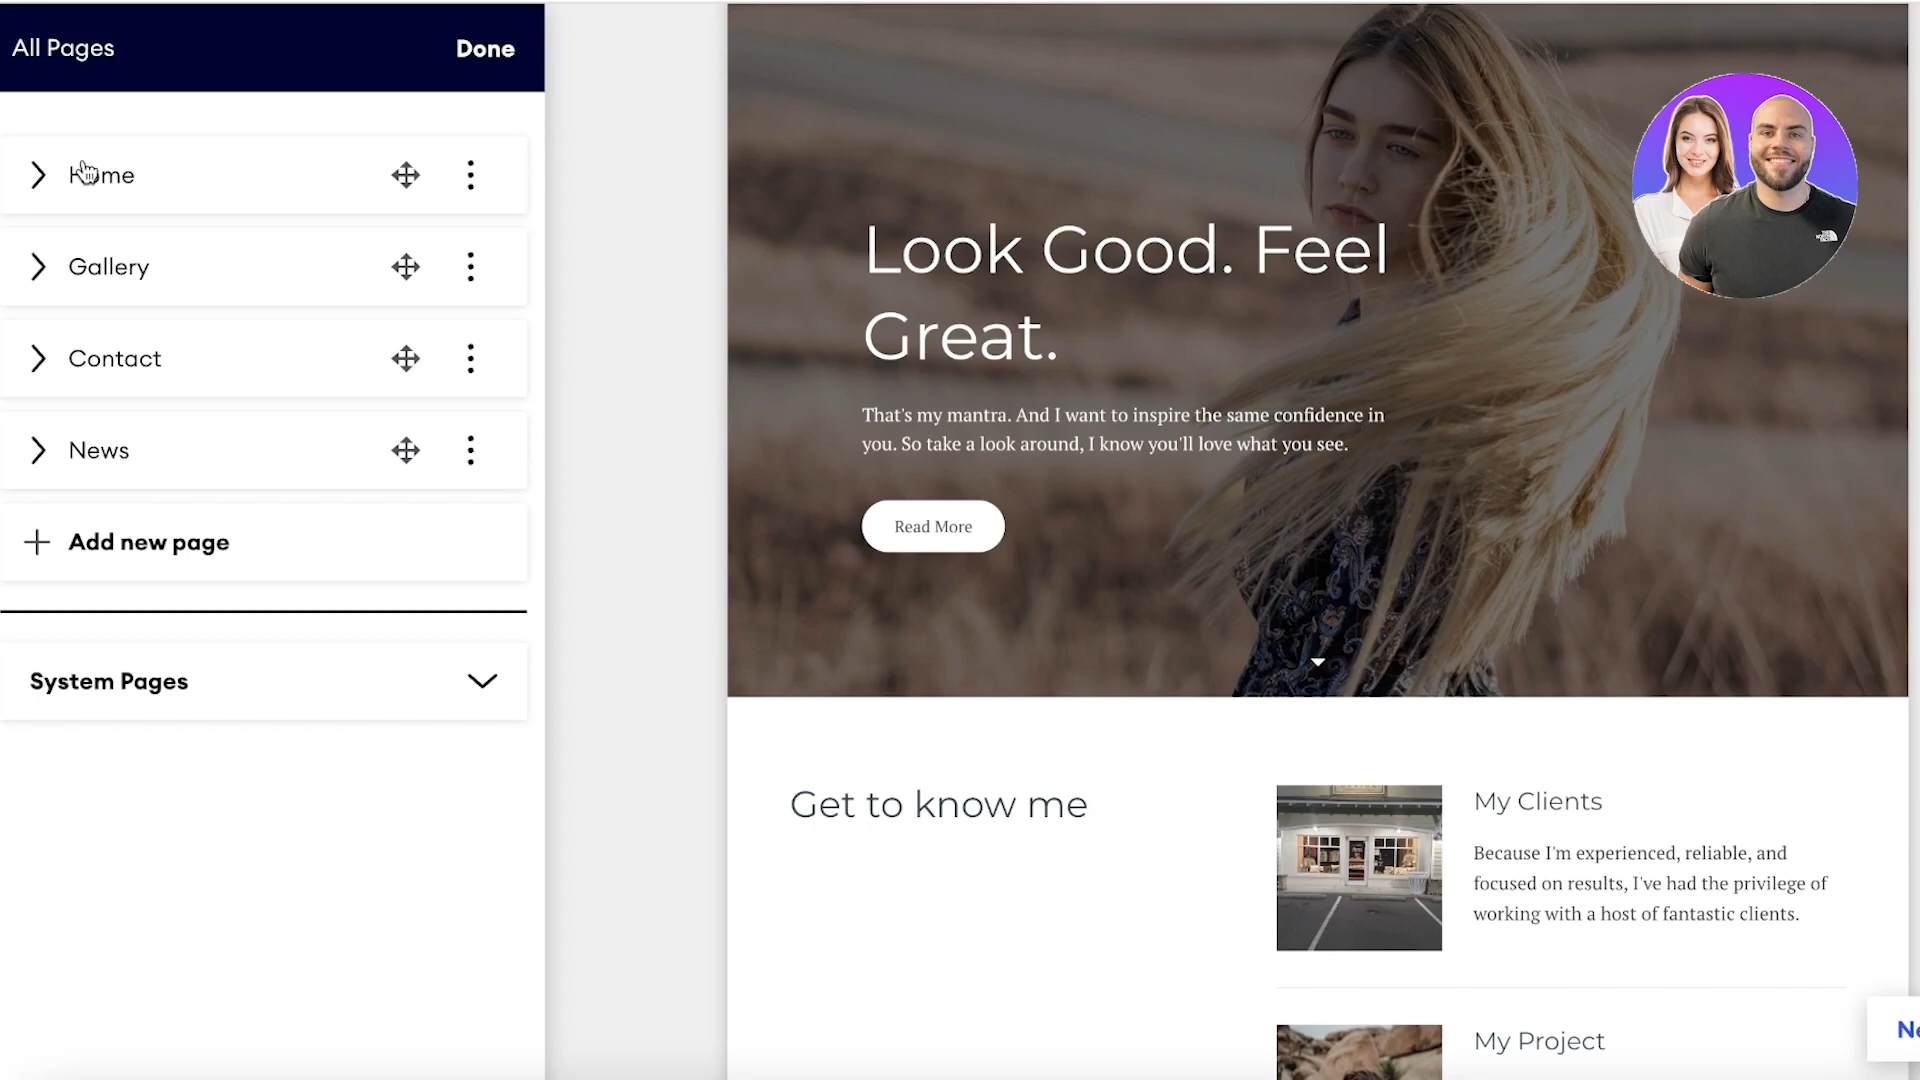 All Pages
Done
Home
Gallery
Contact
News
Add new page
System Pages
Look Good. Feel
Great.
That's my mantra. And I want to inspire the same confidence in
you. So take a look around, I know you'll love what you see.
Read More
Get to know me
My Clients
Because I'm experienced, reliable, and
focused on results, I've had the privilege of
working with a host of fantastic clients.
My Project